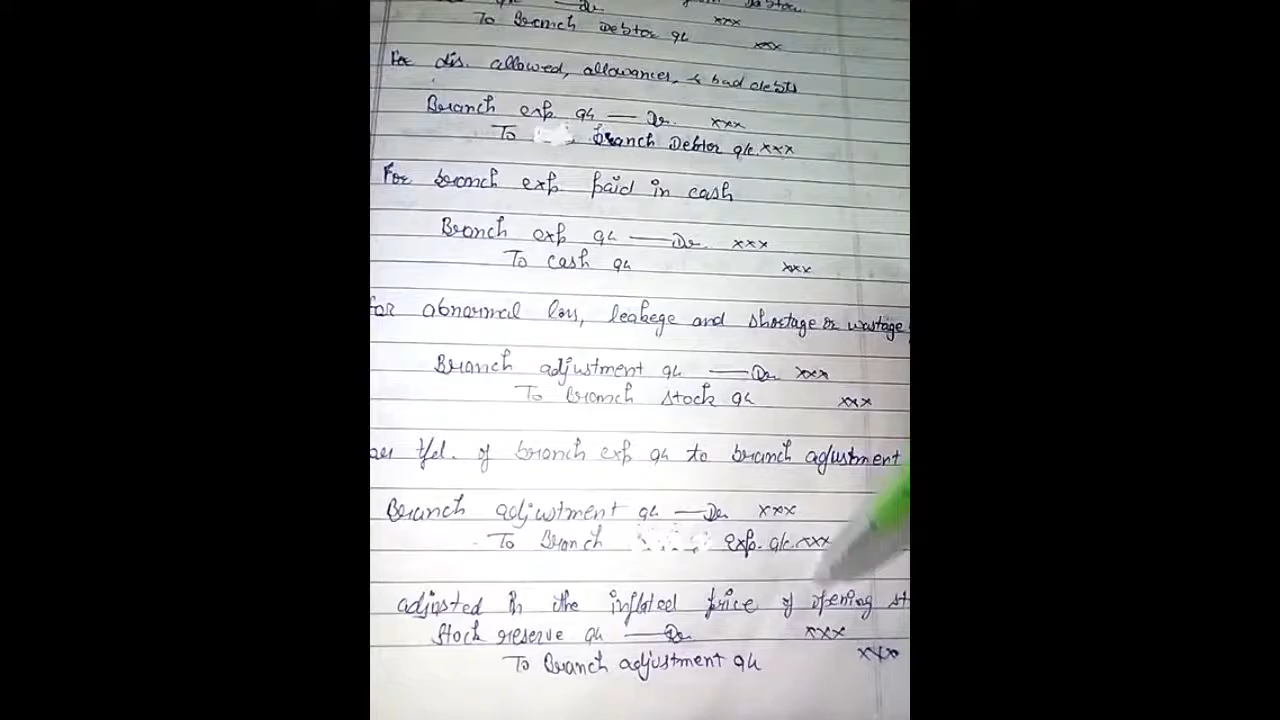 To Branch Debtor a/c xxx
For dis. allowed, allowances, & bad debts
Branch exp a/c — Dr. xxx
To branch Debtor a/c. xxx
For branch exp paid in cash
Branch exp a/c — Dr. xxx
To cash a/c xxx
for abnormal loss, leakege and shortage or wastage
Branch adjustment a/c — Dr xxx
To Branch stock a/c xxx
of branch exp a/c to branch adjustment
Branch adjustment a/c — Dr xxx
To Branch exp. a/c. xxx
adjusted in the inflated price of opening st
Stock reserve a/c — Dr xxx
To Branch adjustment a/c xxx